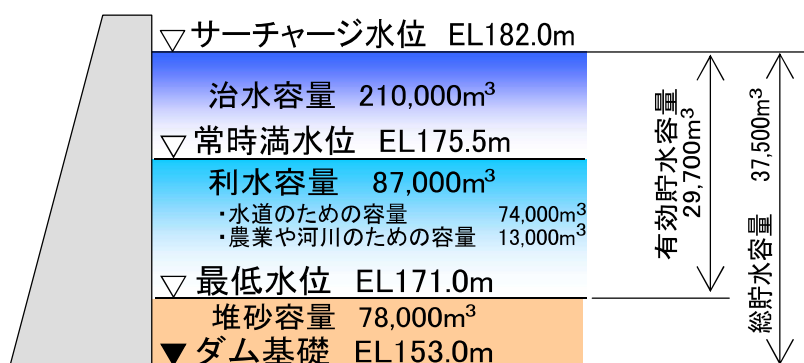 サーチャージ水位 EL182.0m
治水容量 210,000m³
常時満水位 EL175.5m
利水容量 87,000m³
・水道のための容量 74,000m³
・農業や河川のための容量 13,000m³
最低水位 EL171.0m
堆砂容量 78,000m³
ダム基礎 EL153.0m
有効貯水容量
29,700m³
総貯水容量 37,500m³